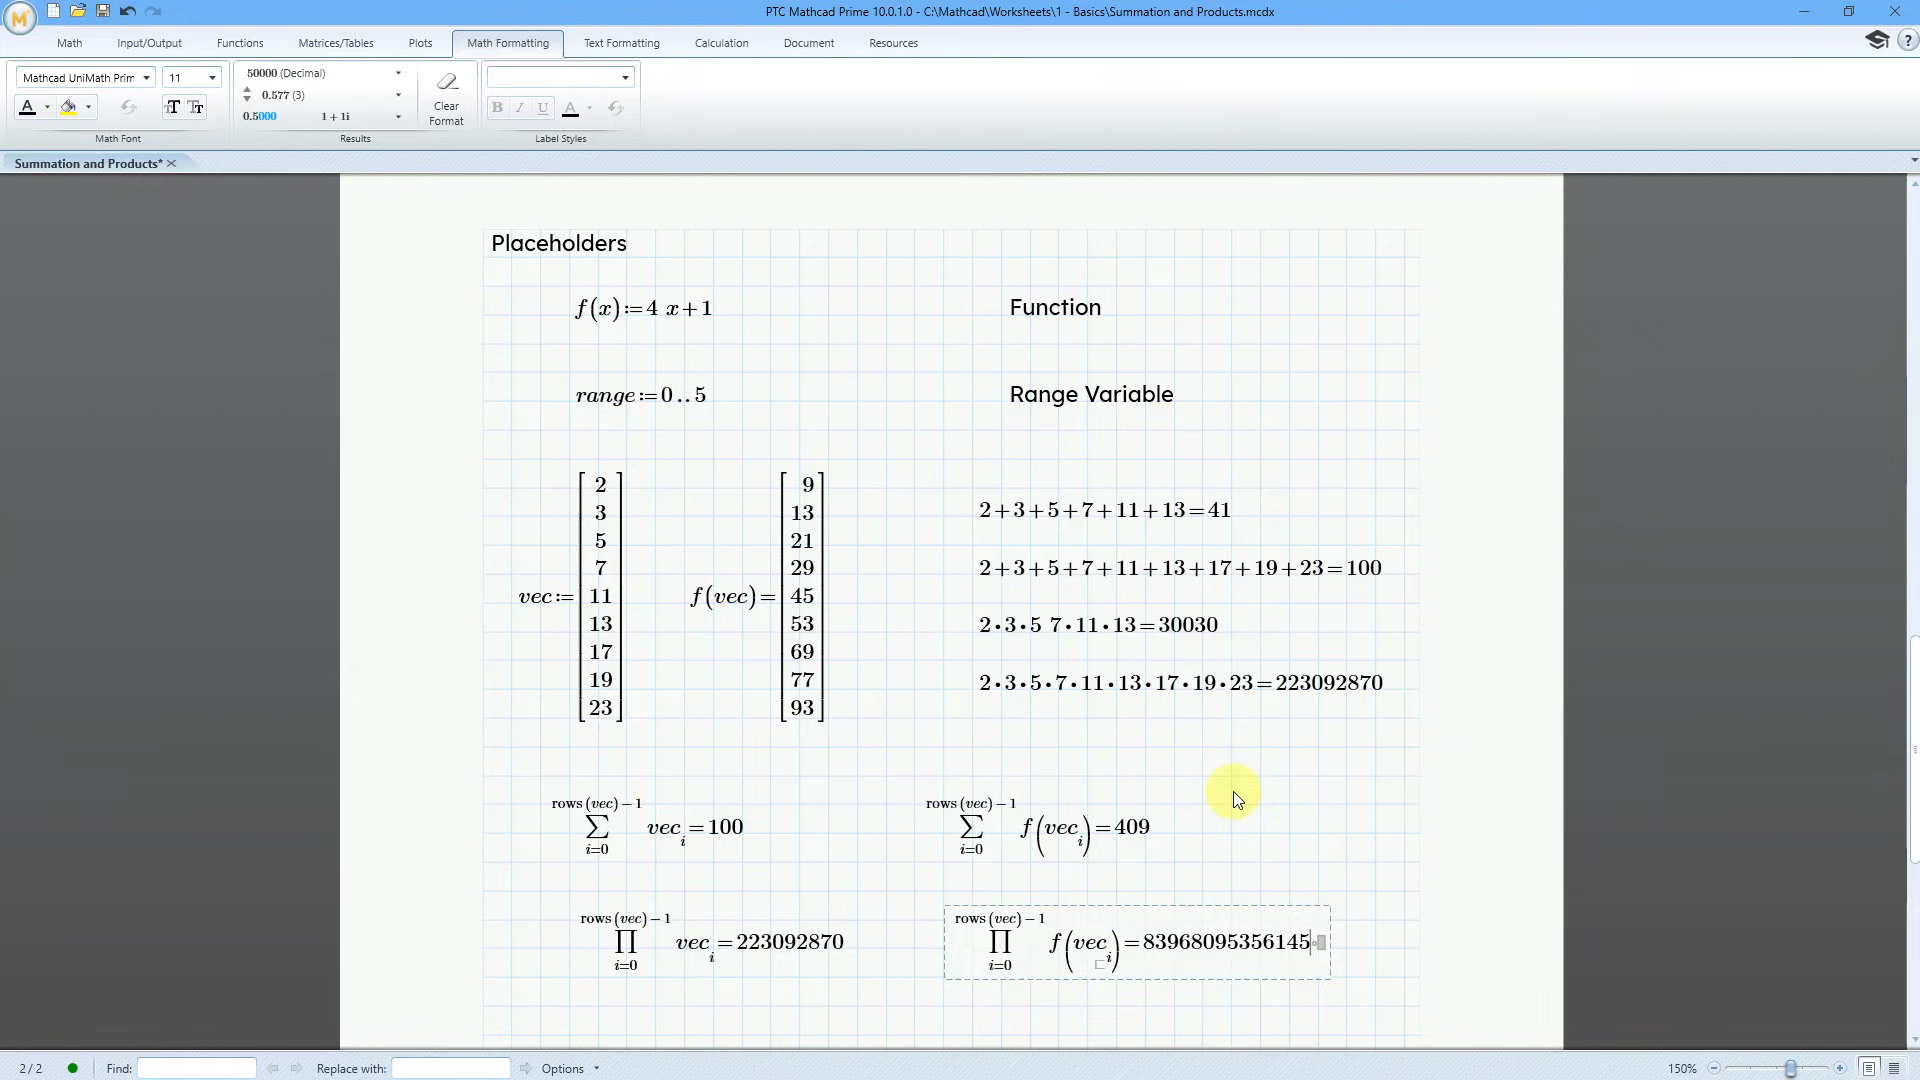 PTC Mathcad Prime 10.0.1.0 - C:\Mathcad\Worksheets\1 - Basics\Summation and Products.mcdx
Math Input/Output Functions Matrices/Tables Plots Math Formatting Text Formatting Calculation Document Resources
Mathcad UniMath Prim 11
50000 (Decimal)
0.577 (3)
0.5000 1 + 1i
Clear Format
B I U A
A
Math Font Results Label Styles
Summation and Products*
Placeholders
f(x):=4 x+1 Function
range:=0..5 Range Variable
vec:=[2 3 5 7 11 13 17 19 23] f(vec)=[9 13 21 29 45 53 69 77 93]
2+3+5+7+11+13=41
2+3+5+7+11+13+17+19+23=100
2·3·5 7·11·13=30030
2·3·5·7·11·13·17·19·23=223092870
rows(vec)-1
∑ vec i =100
i=0
rows(vec)-1
∑ f(vec i)=409
i=0
rows(vec)-1
∏ vec i =223092870
i=0
rows(vec)-1
∏ f(vec i)=83968095356145
i=0
2 / 2 Find: Replace with: Options 150%